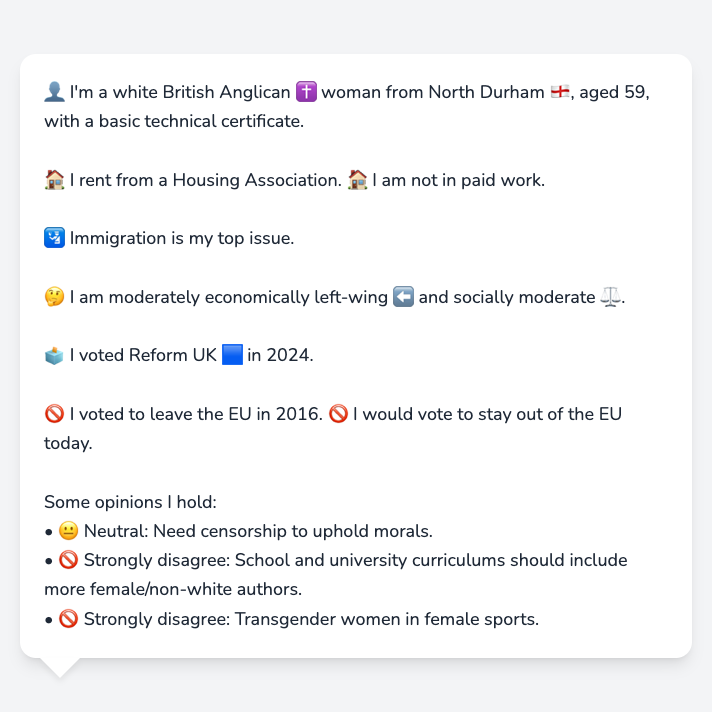 👤 I'm a white British Anglican ✝️ woman from North Durham 🏴󠁧󠁢󠁥󠁮󠁧󠁿, aged 59,
with a basic technical certificate.
🏠 I rent from a Housing Association. 🏠 I am not in paid work.
🛂 Immigration is my top issue.
🤔 I am moderately economically left-wing ⬅️ and socially moderate ⚖️.
🗳️ I voted Reform UK 🟦 in 2024.
🚫 I voted to leave the EU in 2016. 🚫 I would vote to stay out of the EU
today.
Some opinions I hold:
• 😐 Neutral: Need censorship to uphold morals.
• 🚫 Strongly disagree: School and university curriculums should include
more female/non-white authors.
• 🚫 Strongly disagree: Transgender women in female sports.